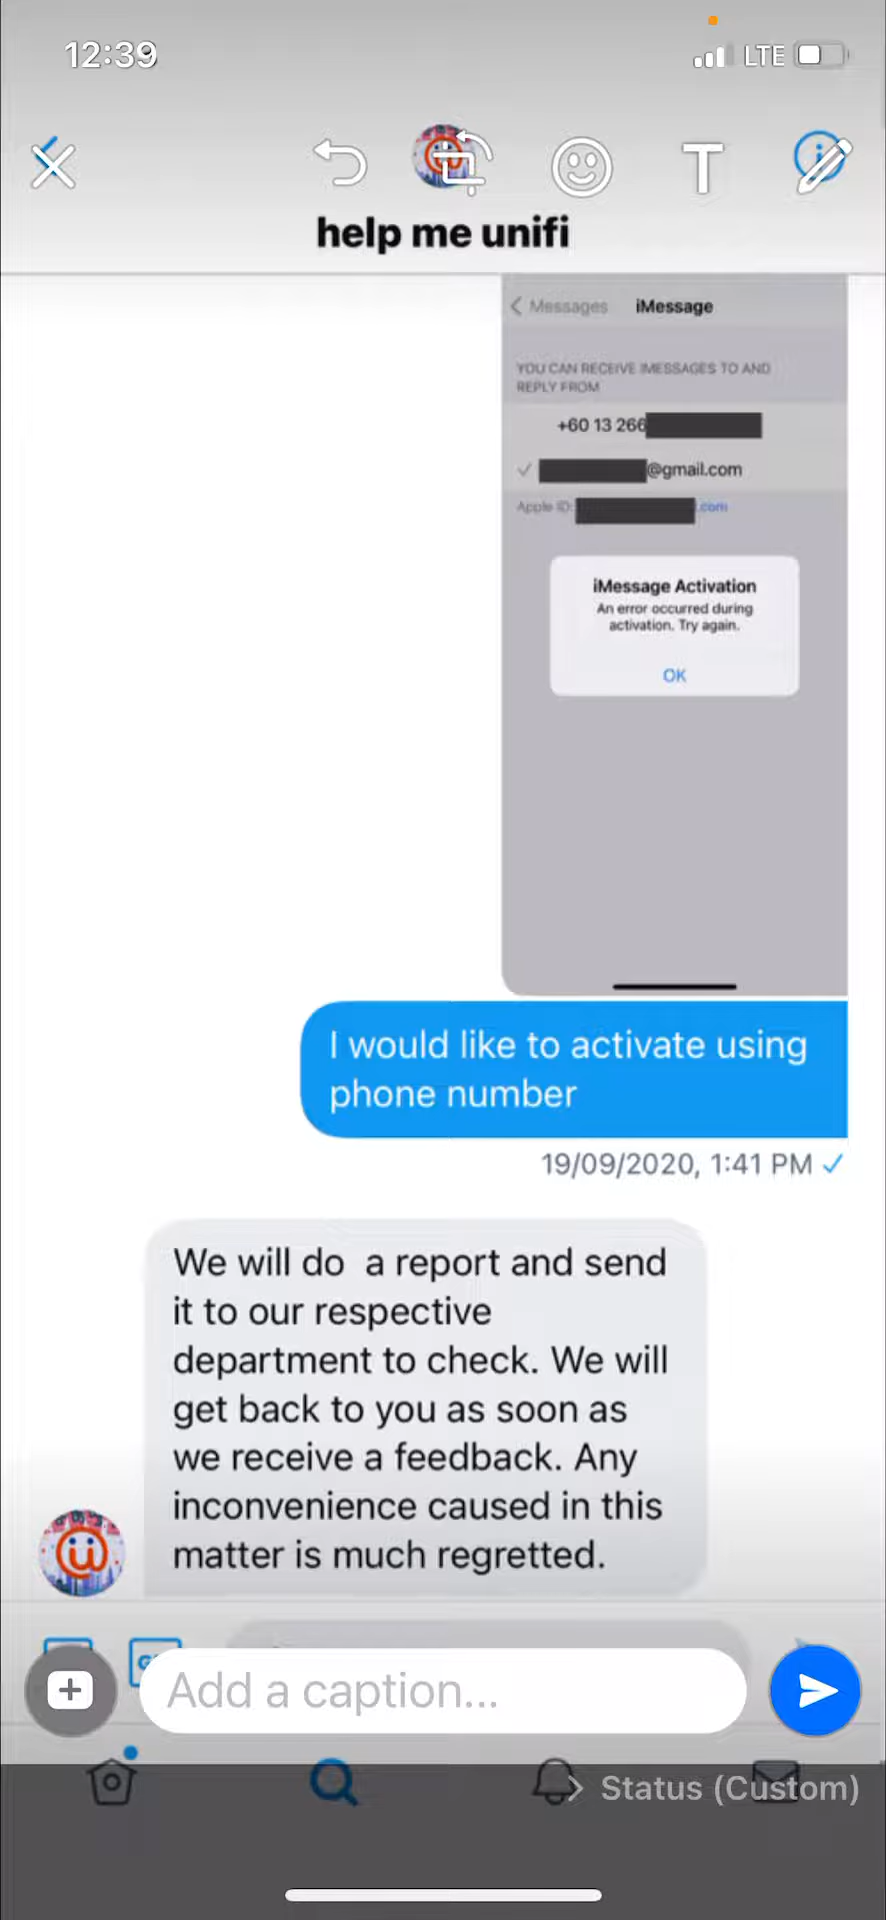 12:39
LTE
T
help me unifi
Messages
iMessage
YOU CAN RECEIVE IMESSAGES TO AND
REPLY FROM
+60 13 266
@gmail.com
Apple ID:
.com
iMessage Activation
An error occurred during
activation. Try again.
OK
I would like to activate using
phone number
19/09/2020, 1:41 PM
We will do a report and send
it to our respective
department to check. We will
get back to you as soon as
we receive a feedback. Any
inconvenience caused in this
matter is much regretted.
Add a caption...
Status (Custom)